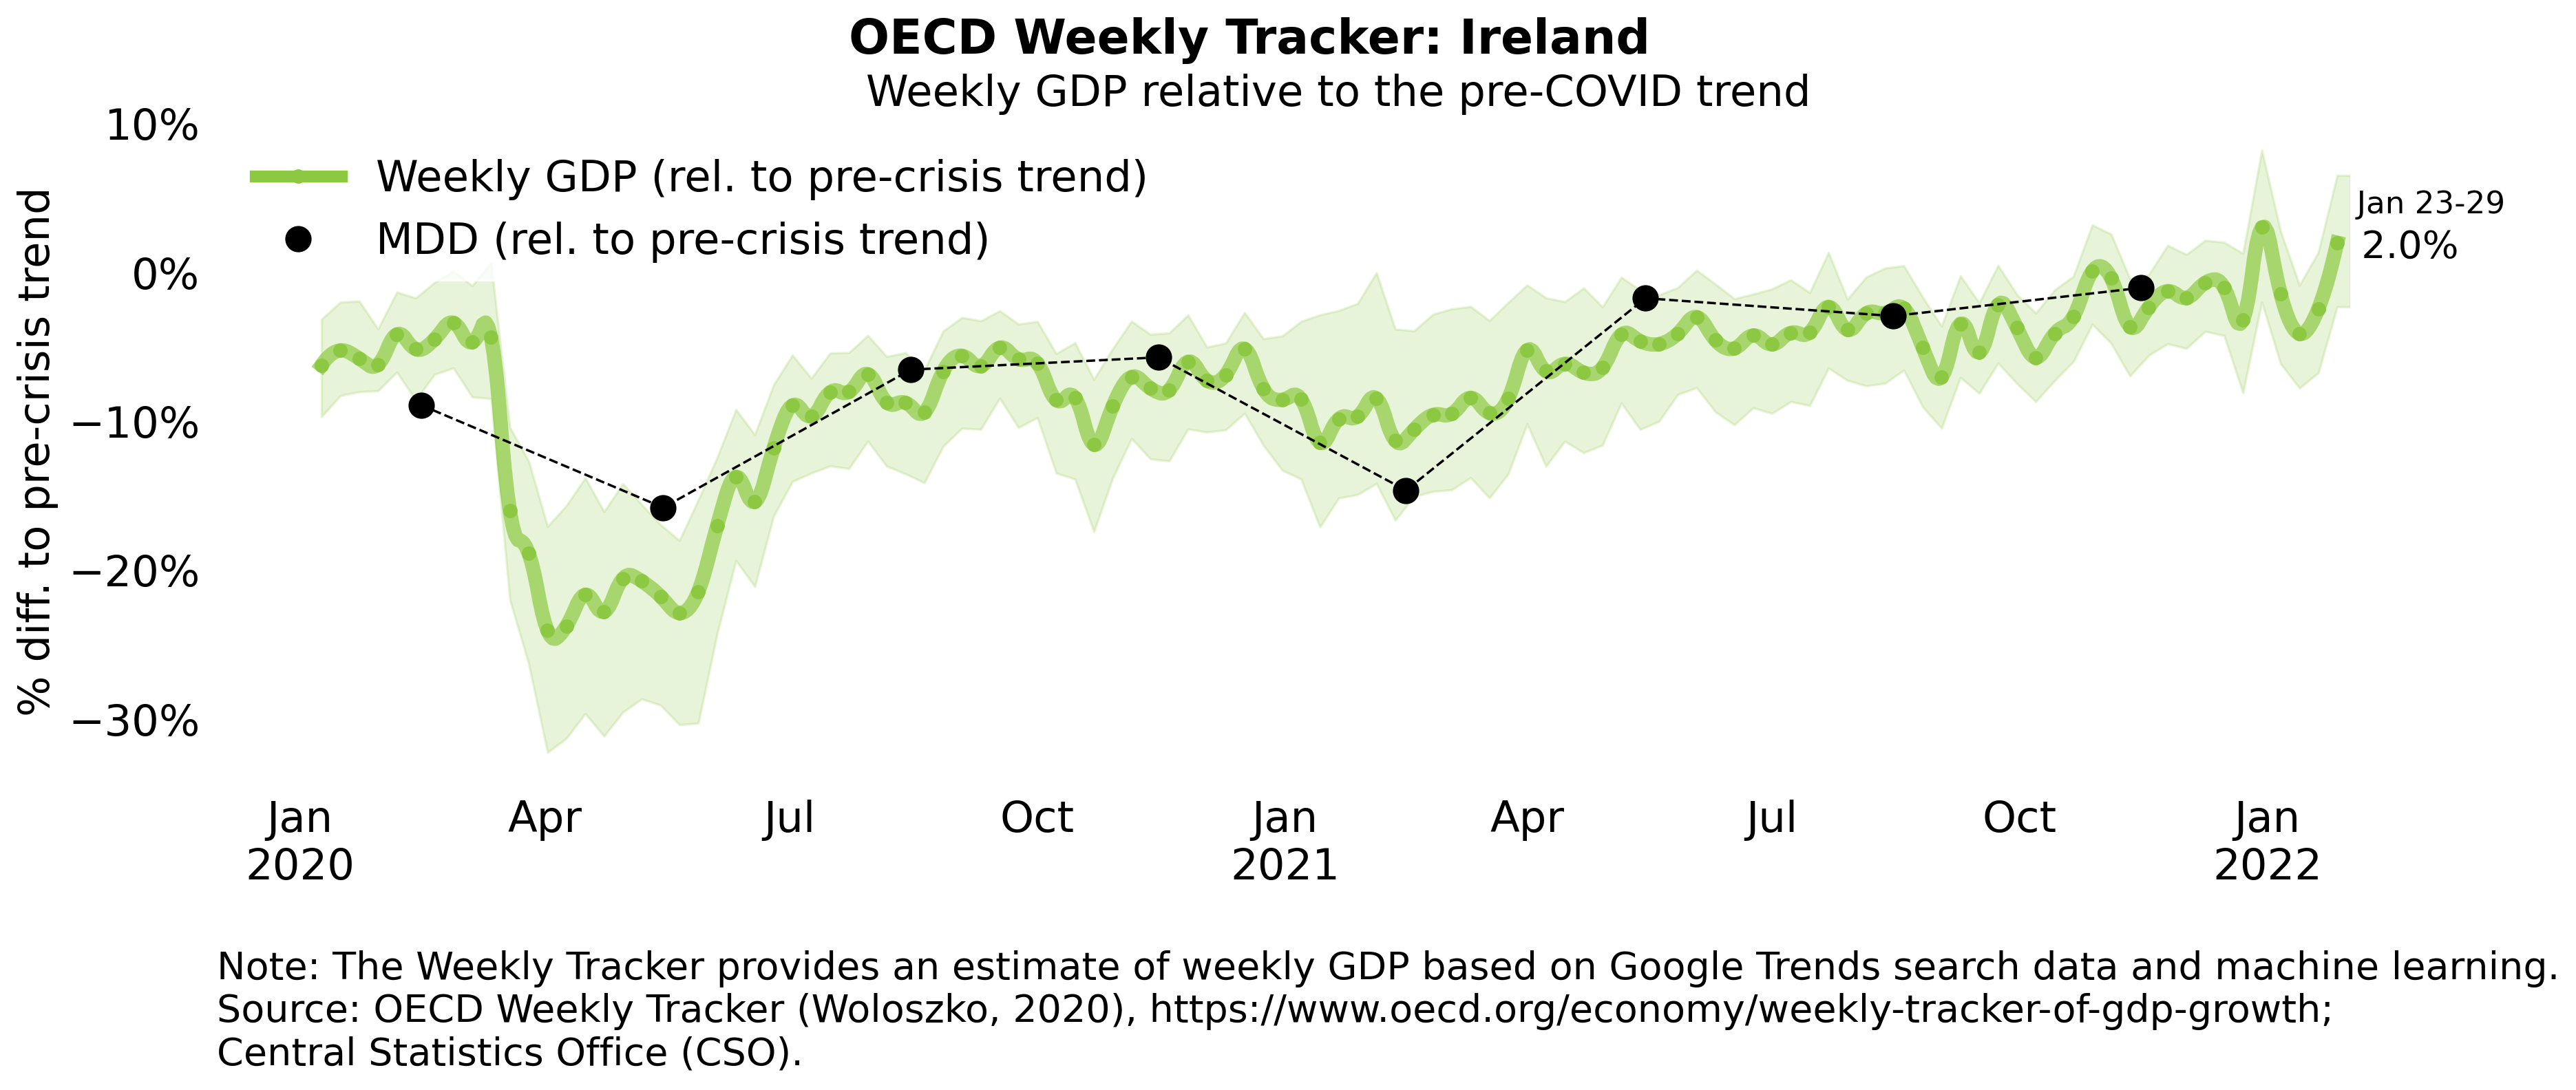 OECD Weekly Tracker: Ireland
Weekly GDP relative to the pre-COVID trend
% diff. to pre-crisis trend
10%
0%
−10%
−20%
−30%
Weekly GDP (rel. to pre-crisis trend)
MDD (rel. to pre-crisis trend)
Jan 23-29
2.0%
Jan Apr Jul Oct Jan Apr Jul Oct Jan
2020 2021 2022
Note: The Weekly Tracker provides an estimate of weekly GDP based on Google Trends search data and machine learning.
Source: OECD Weekly Tracker (Woloszko, 2020), https://www.oecd.org/economy/weekly-tracker-of-gdp-growth;
Central Statistics Office (CSO).